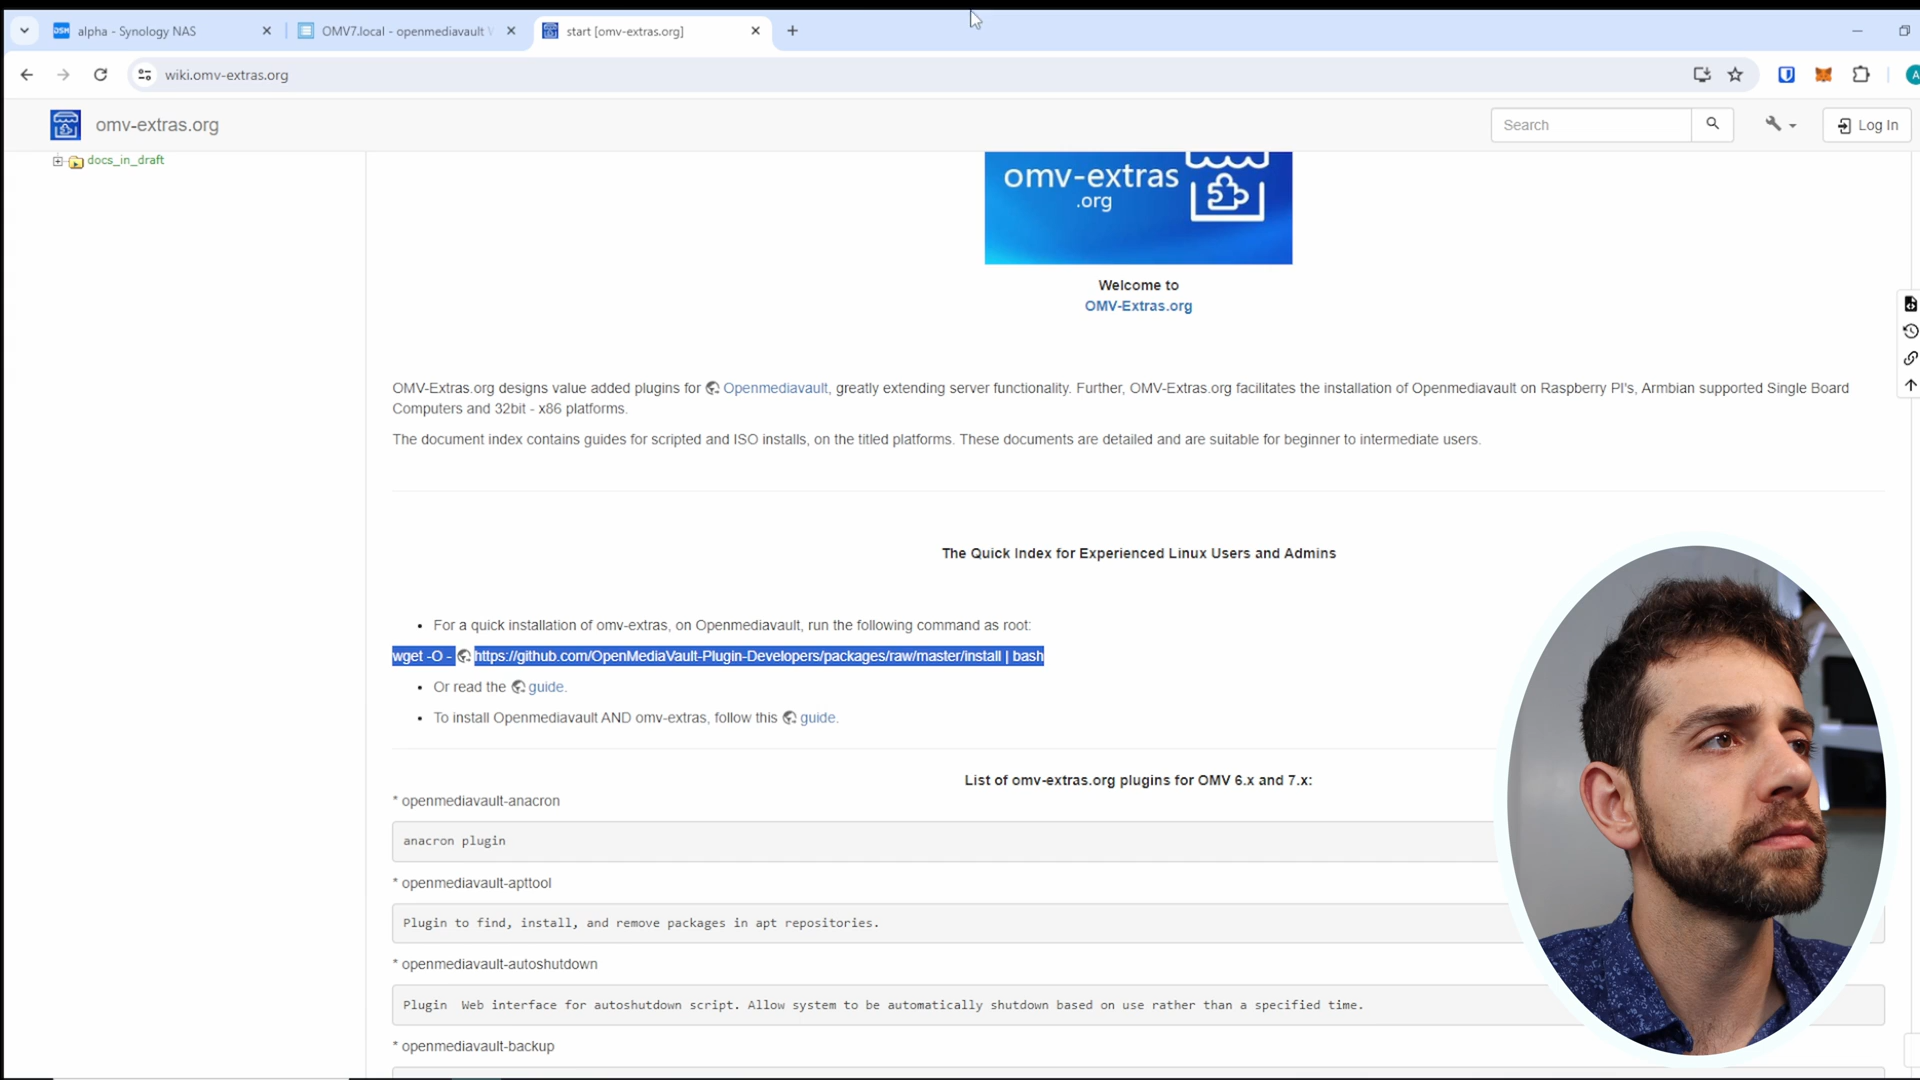 DSM alpha - Synology NAS
OMV7.local - openmediavault
start [omv-extras.org]
wiki.omv-extras.org
A
omv-extras.org
Search
Log In
docs_in_draft
omv-extras
.org
Welcome to
OMV-Extras.org
OMV-Extras.org designs value added plugins for Openmediavault, greatly extending server functionality. Further, OMV-Extras.org facilitates the installation of Openmediavault on Raspberry PI's, Armbian supported Single Board
Computers and 32bit - x86 platforms.
The document index contains guides for scripted and ISO installs, on the titled platforms. These documents are detailed and are suitable for beginner to intermediate users.
The Quick Index for Experienced Linux Users and Admins
• For a quick installation of omv-extras, on Openmediavault, run the following command as root:
wget -O - https://github.com/OpenMediaVault-Plugin-Developers/packages/raw/master/install | bash
• Or read the guide.
• To install Openmediavault AND omv-extras, follow this guide.
List of omv-extras.org plugins for OMV 6.x and 7.x:
* openmediavault-anacron
anacron plugin
* openmediavault-apttool
Plugin to find, install, and remove packages in apt repositories.
* openmediavault-autoshutdown
Plugin  Web interface for autoshutdown script. Allow system to be automatically shutdown based on use rather than a specified time.
* openmediavault-backup